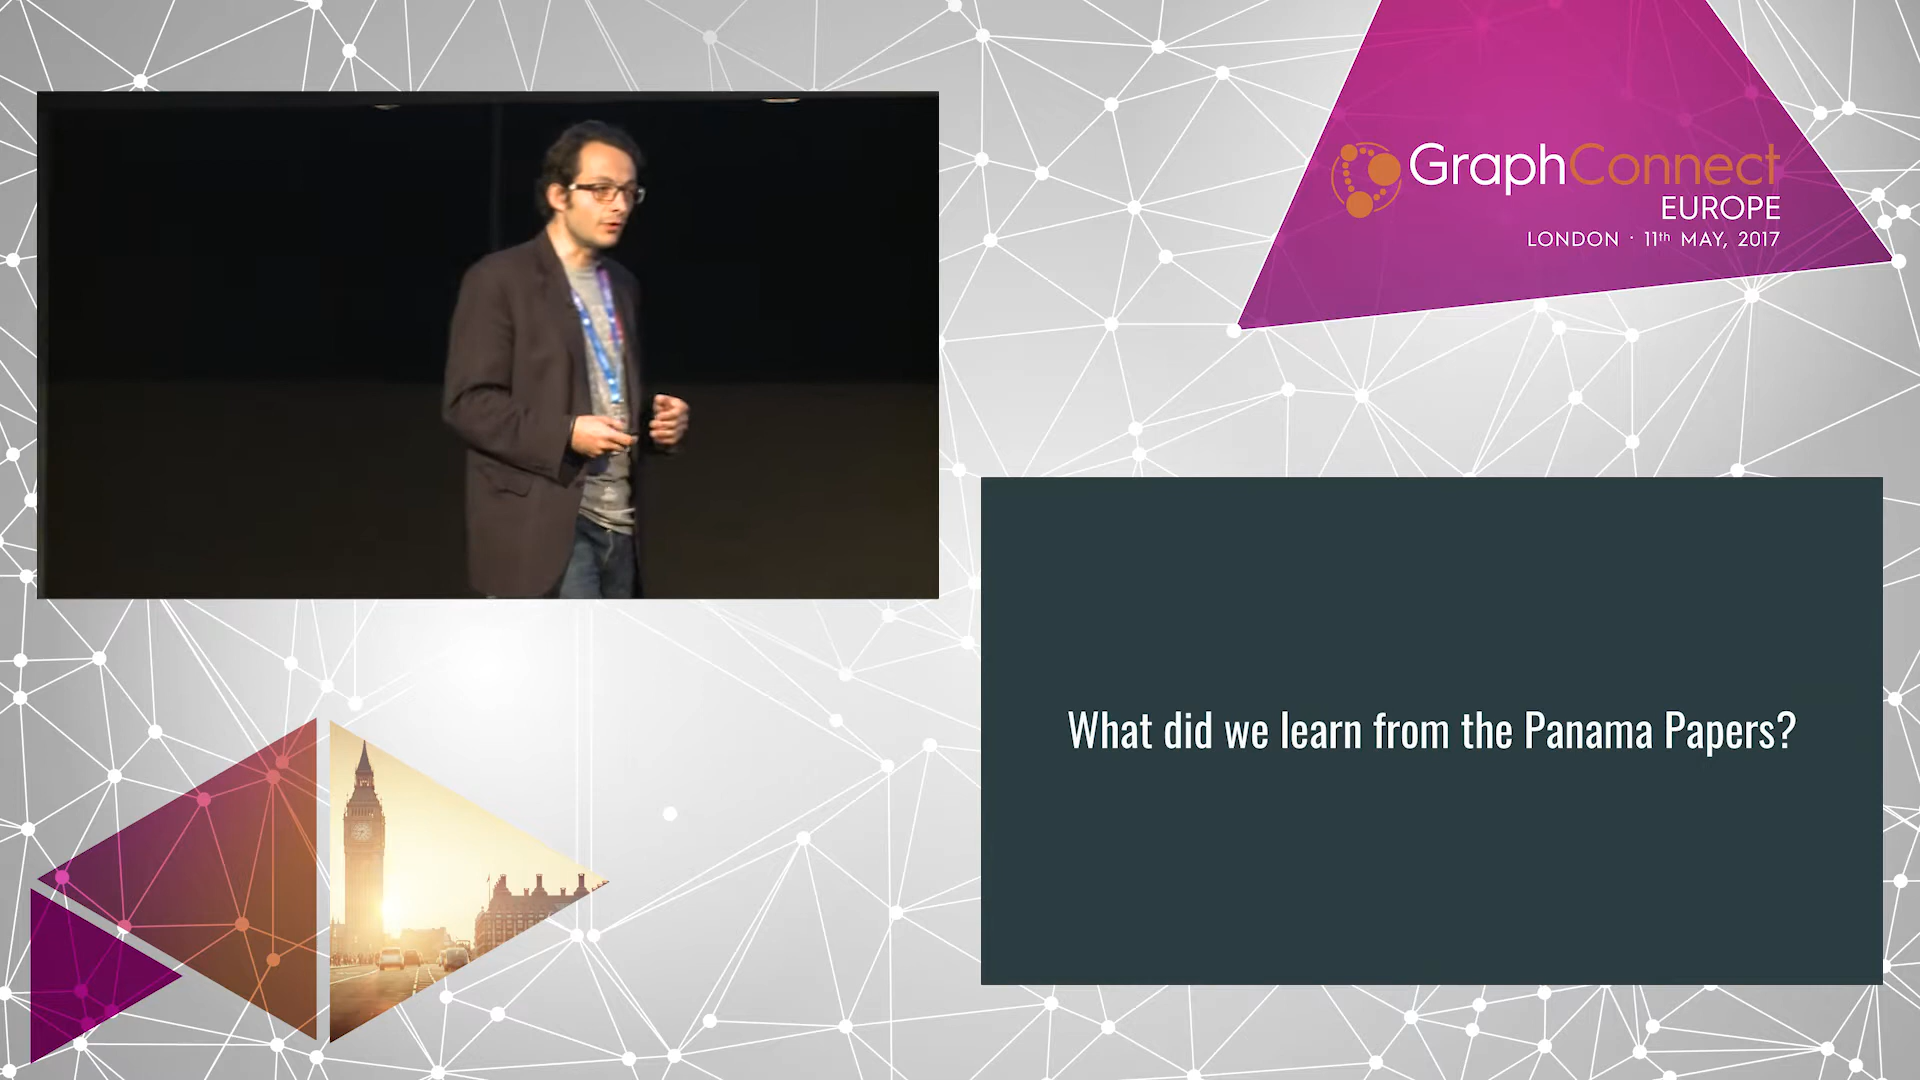 GraphConnect
EUROPE
LONDON · 11th MAY, 2017
What did we learn from the Panama Papers?